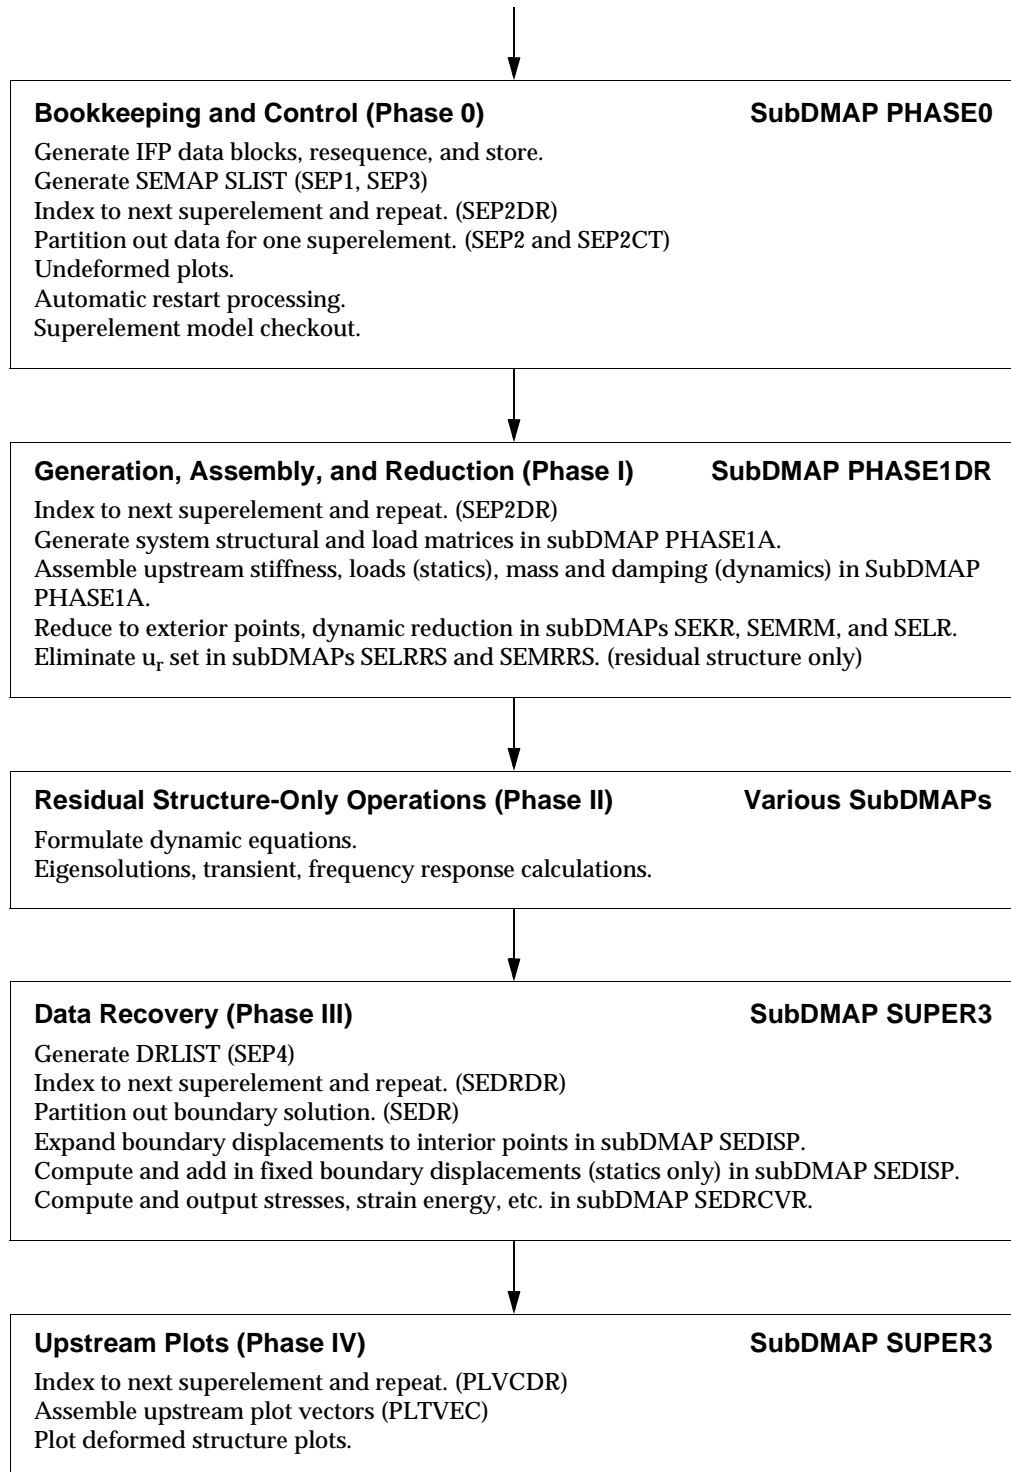 Bookkeeping and Control (Phase 0) SubDMAP PHASE0
Generate IFP data blocks, resequence, and store.
Generate SEMAP SLIST (SEP1, SEP3)
Index to next superelement and repeat. (SEP2DR)
Partition out data for one superelement. (SEP2 and SEP2CT)
Undeformed plots.
Automatic restart processing.
Superelement model checkout.
Generation, Assembly, and Reduction (Phase I) SubDMAP PHASE1DR
Index to next superelement and repeat. (SEP2DR)
Generate system structural and load matrices in subDMAP PHASE1A.
Assemble upstream stiffness, loads (statics), mass and damping (dynamics) in SubDMAP
PHASE1A.
Reduce to exterior points, dynamic reduction in subDMAPs SEKR, SEMRM, and SELR.
Eliminate u_r set in subDMAPs SELRRS and SEMRRS. (residual structure only)
Residual Structure-Only Operations (Phase II) Various SubDMAPs
Formulate dynamic equations.
Eigensolutions, transient, frequency response calculations.
Data Recovery (Phase III) SubDMAP SUPER3
Generate DRLIST (SEP4)
Index to next superelement and repeat. (SEDRDR)
Partition out boundary solution. (SEDR)
Expand boundary displacements to interior points in subDMAP SEDISP.
Compute and add in fixed boundary displacements (statics only) in subDMAP SEDISP.
Compute and output stresses, strain energy, etc. in subDMAP SEDRCVR.
Upstream Plots (Phase IV) SubDMAP SUPER3
Index to next superelement and repeat. (PLVCDR)
Assemble upstream plot vectors (PLTVEC)
Plot deformed structure plots.